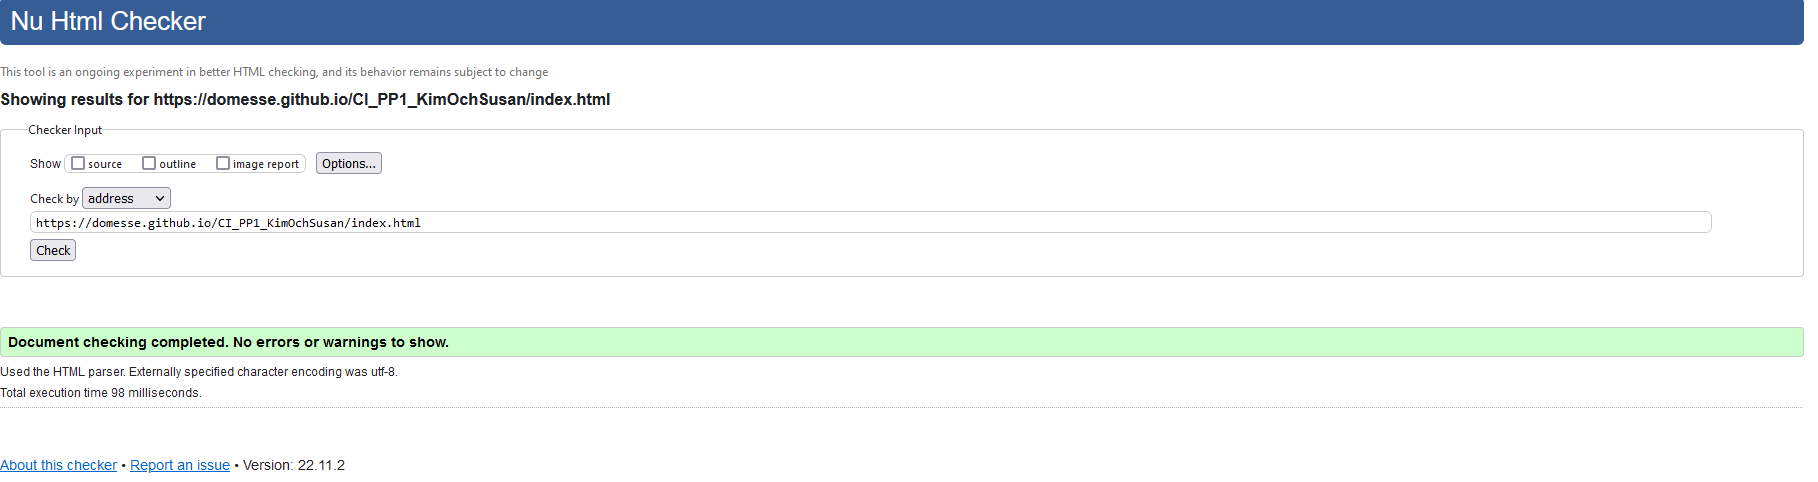 Nu Html Checker
This tool is an ongoing experiment in better HTML checking, and its behavior remains subject to change
Showing results for https://domesse.github.io/CI_PP1_KimOchSusan/index.html
Checker Input
Show source outline image report Options...
Check by address
https://domesse.github.io/CI_PP1_KimOchSusan/index.html
Check
Document checking completed. No errors or warnings to show.
Used the HTML parser. Externally specified character encoding was utf-8.
Total execution time 98 milliseconds.
About this checker • Report an issue • Version: 22.11.2